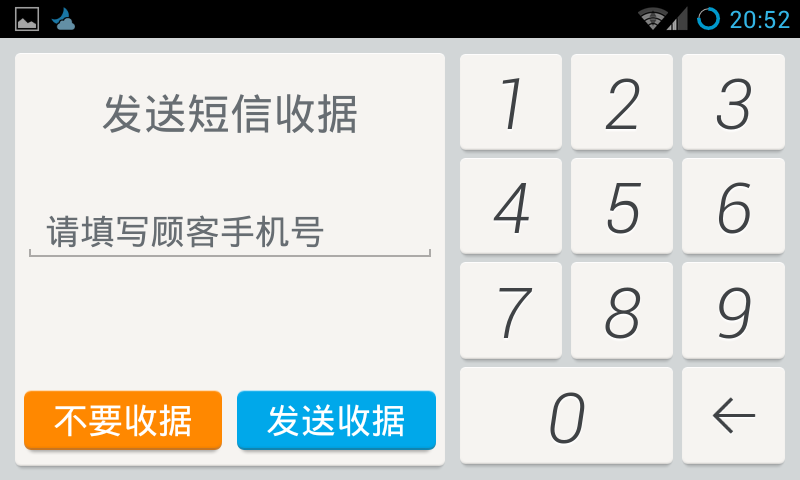 20:52
发送短信收据
请填写顾客手机号
不要收据
发送收据
1 2 3
4 5 6
7 8 9
0 ←